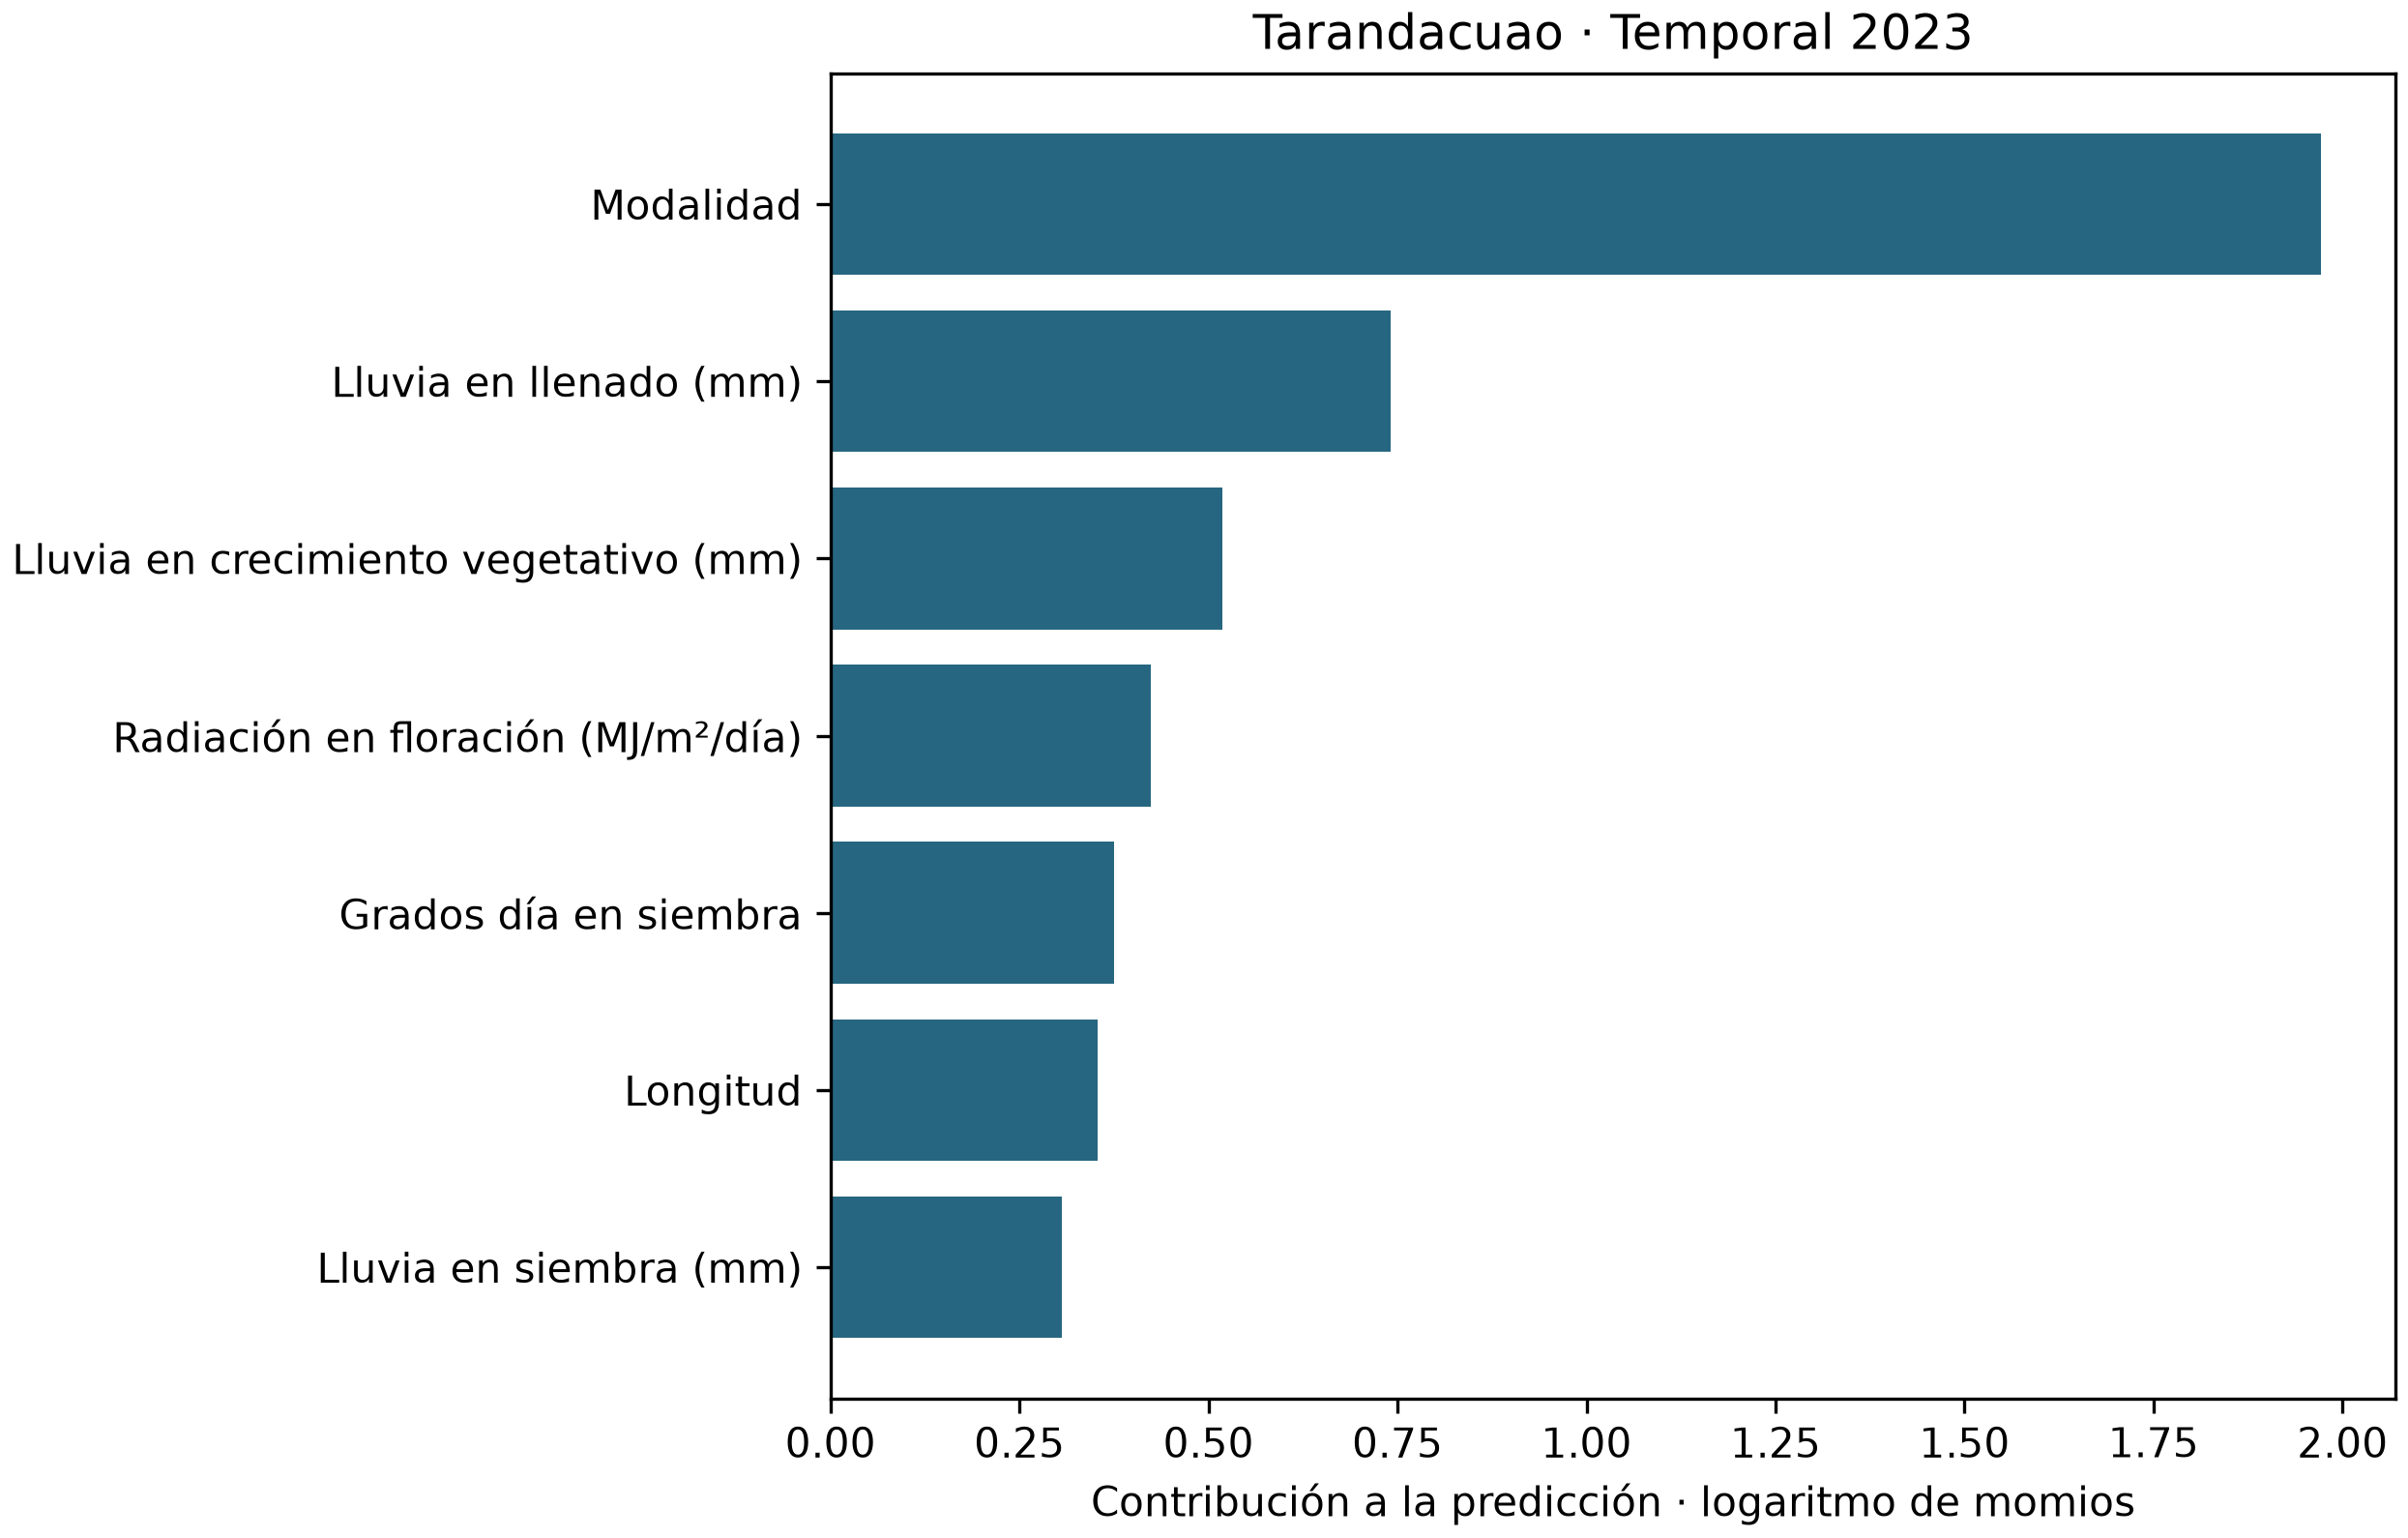 Tarandacuao · Temporal 2023
Modalidad
Lluvia en llenado (mm)
Lluvia en crecimiento vegetativo (mm)
Radiación en floración (MJ/m²/día)
Grados día en siembra
Longitud
Lluvia en siembra (mm)
0.00 0.25 0.50 0.75 1.00 1.25 1.50 1.75 2.00
Contribución a la predicción · logaritmo de momios